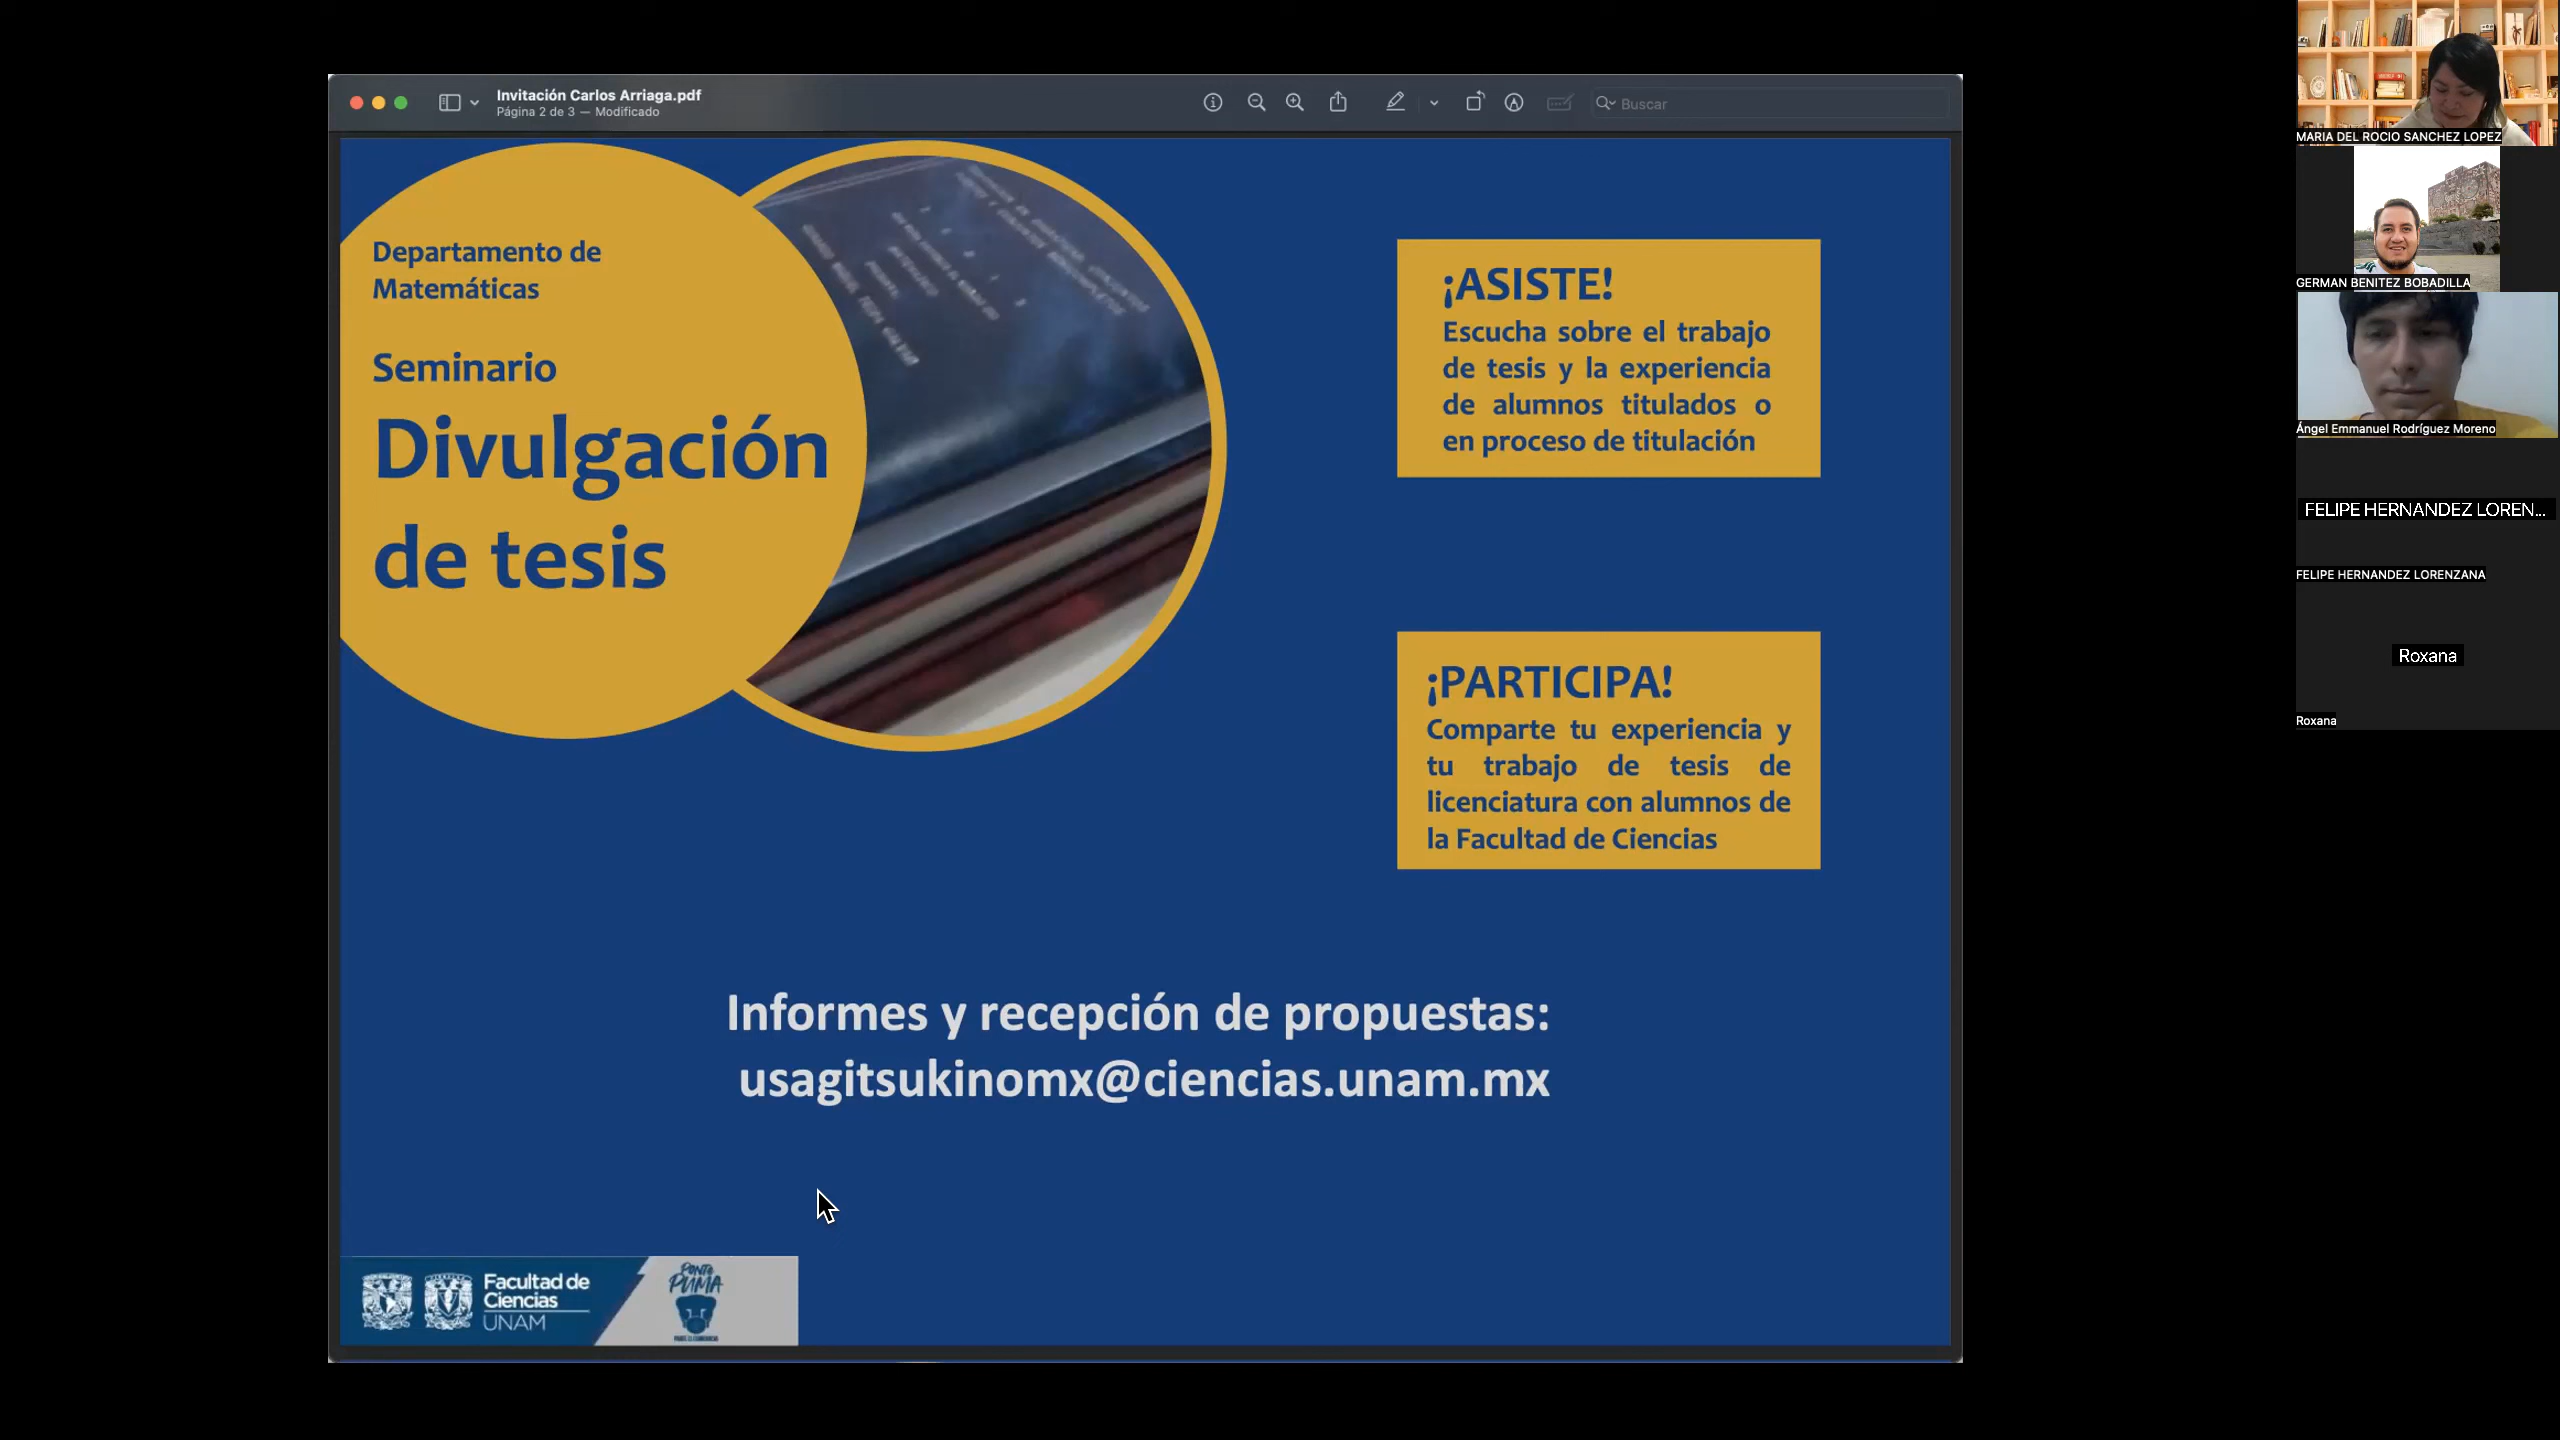 Invitación Carlos Arriaga.pdf
Página 2 de 3 — Modificado
Buscar
Departamento de
Matemáticas
Seminario
Divulgación
de tesis
¡ASISTE!
Escucha sobre el trabajo
de tesis y la experiencia
de alumnos titulados o
en proceso de titulación
¡PARTICIPA!
Comparte tu experiencia y
tu trabajo de tesis de
licenciatura con alumnos de
la Facultad de Ciencias
Informes y recepción de propuestas:
usagitsukinomx@ciencias.unam.mx
Facultad de
Ciencias
UNAM
PONTE
PUMA
MARIA DEL ROCIO SANCHEZ LOPEZ
GERMAN BENITEZ BOBADILLA
Ángel Emmanuel Rodríguez Moreno
FELIPE HERNANDEZ LOREN...
FELIPE HERNANDEZ LORENZANA
Roxana
Roxana